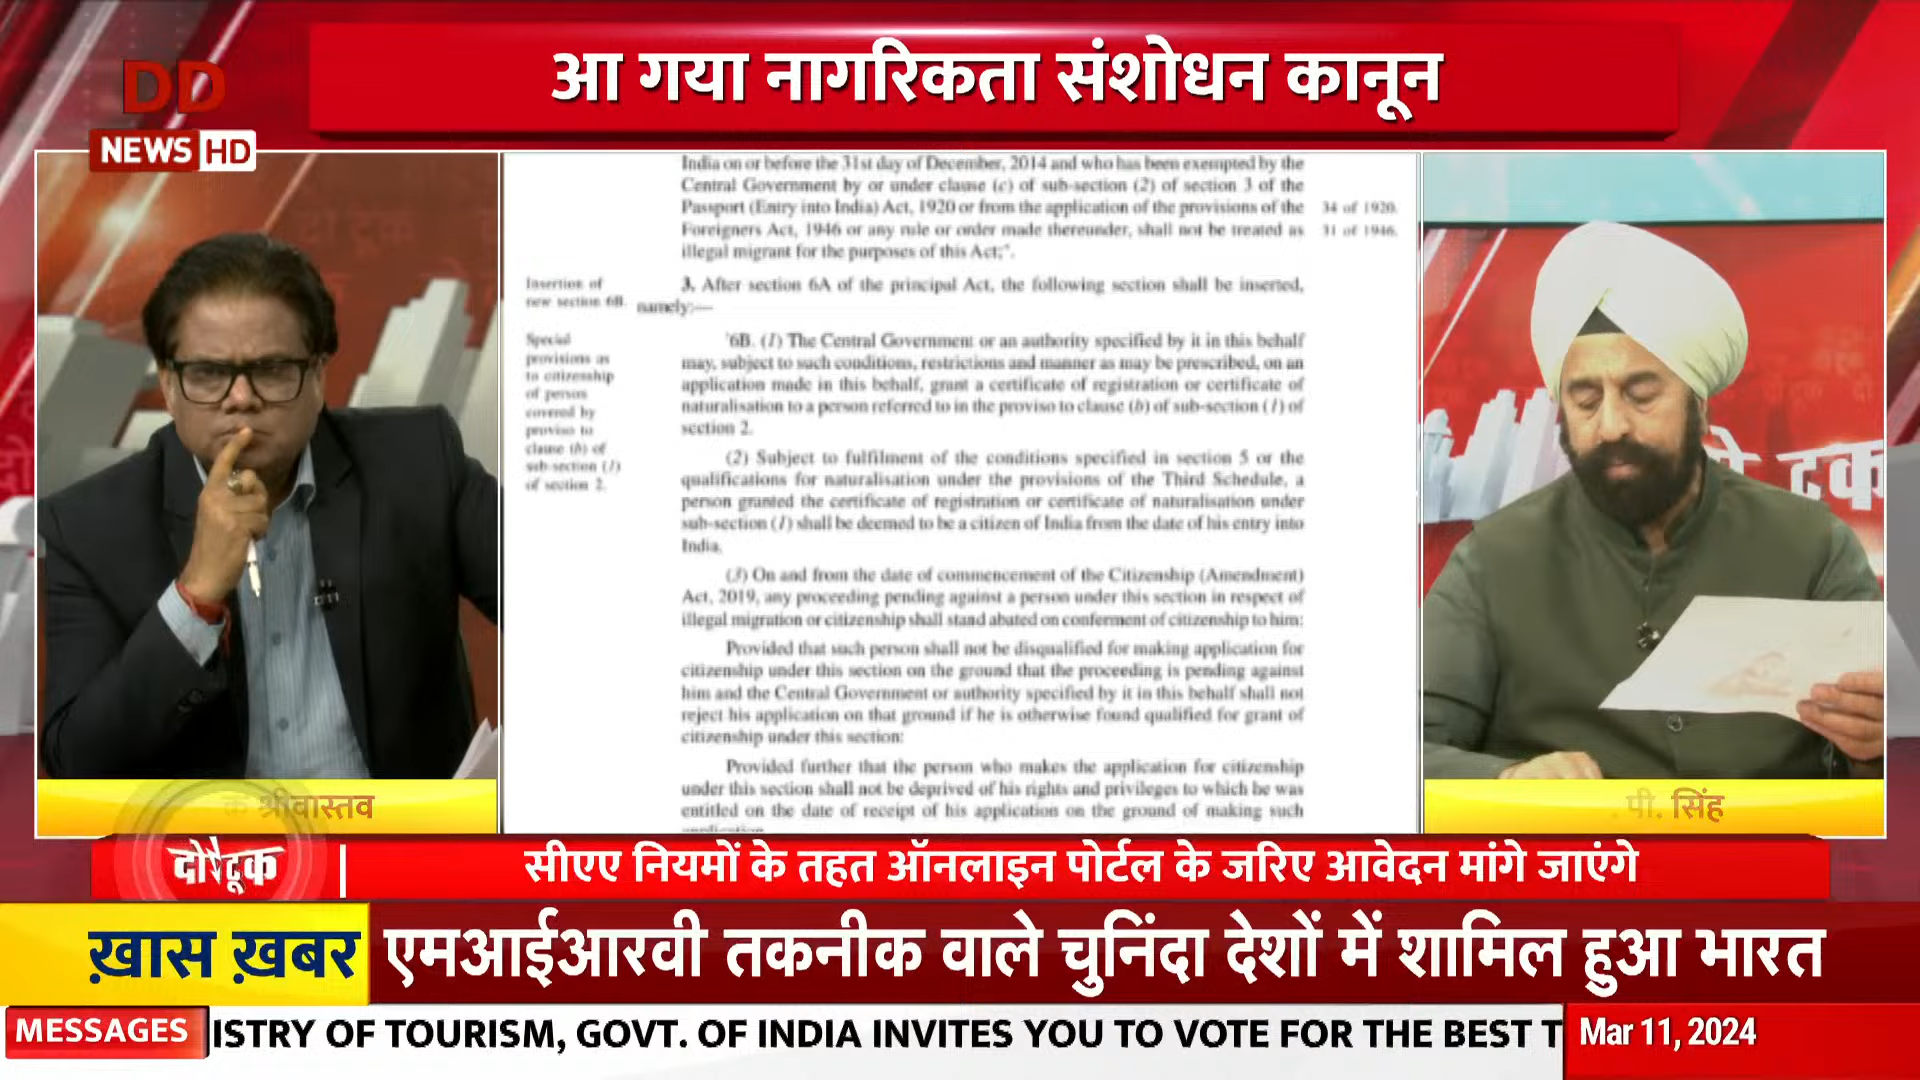 आ गया नागरिकता संशोधन कानून
DD
NEWS HD
India on or before the 31st day of December, 2014 and who has been exempted by the
Central Government by or under clause (c) of sub-section (2) of section 3 of the
Passport (Entry into India) Act, 1920 or from the application of the provisions of the
34 of 1920.
Foreigners Act, 1946 or any rule or order made thereunder, shall not be treated as
31 of 1946.
illegal migrant for the purposes of this Act;".
Insertion of
new section 6B.
3. After section 6A of the principal Act, the following section shall be inserted,
namely:—
Special
provisions as
to citizenship
of person
covered by
proviso to
clause (b) of
sub-section (1)
of section 2.
'6B. (1) The Central Government or an authority specified by it in this behalf
may, subject to such conditions, restrictions and manner as may be prescribed, on an
application made in this behalf, grant a certificate of registration or certificate of
naturalisation to a person referred to in the proviso to clause (b) of sub-section (1) of
section 2.
(2) Subject to fulfilment of the conditions specified in section 5 or the
qualifications for naturalisation under the provisions of the Third Schedule, a
person granted the certificate of registration or certificate of naturalisation under
sub-section (1) shall be deemed to be a citizen of India from the date of his entry into
India.
(3) On and from the date of commencement of the Citizenship (Amendment)
Act, 2019, any proceeding pending against a person under this section in respect of
illegal migration or citizenship shall stand abated on conferment of citizenship to him:
Provided that such person shall not be disqualified for making application for
citizenship under this section on the ground that the proceeding is pending against
him and the Central Government or authority specified by it in this behalf shall not
reject his application on that ground if he is otherwise found qualified for grant of
citizenship under this section:
Provided further that the person who makes the application for citizenship
under this section shall not be deprived of his rights and privileges to which he was
entitled on the date of receipt of his application on the ground of making such
दो टूक
टूक
श्रीवास्तव
. पी. सिंह
दो टूक
सीएए नियमों के तहत ऑनलाइन पोर्टल के जरिए आवेदन मांगे जाएंगे
ख़ास ख़बर
एमआईआरवी तकनीक वाले चुनिंदा देशों में शामिल हुआ भारत
MESSAGES
ISTRY OF TOURISM, GOVT. OF INDIA INVITES YOU TO VOTE FOR THE BEST T
Mar 11, 2024